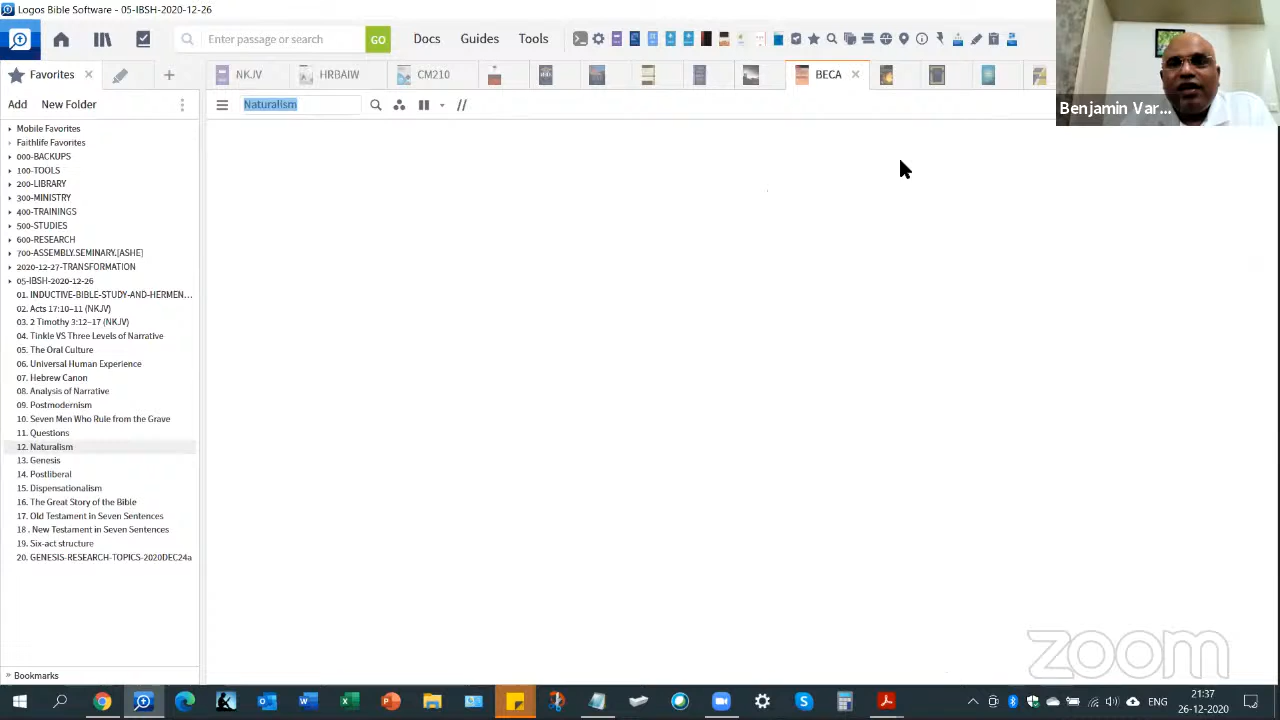 Logos Bible Software - 05-IBSH-2020-12-26
Enter passage or search
GO
Docs
Guides
Tools
Favorites
NKJV
HRBAIW
CM210
BECA
Add
New Folder
Naturalism
Benjamin Var...
Mobile Favorites
Faithlife Favorites
000-BACKUPS
100-TOOLS
200-LIBRARY
300-MINISTRY
400-TRAININGS
500-STUDIES
600-RESEARCH
700-ASSEMBLY.SEMINARY.[ASHE]
2020-12-27-TRANSFORMATION
05-IBSH-2020-12-26
01. INDUCTIVE-BIBLE-STUDY-AND-HERMEN...
02. Acts 17:10–11 (NKJV)
03. 2 Timothy 3:12–17 (NKJV)
04. Tinkle VS Three Levels of Narrative
05. The Oral Culture
06. Universal Human Experience
07. Hebrew Canon
08. Analysis of Narrative
09. Postmodernism
10. Seven Men Who Rule from the Grave
11. Questions
12. Naturalism
13. Genesis
14. Postliberal
15. Dispensationalism
16. The Great Story of the Bible
17. Old Testament in Seven Sentences
18 . New Testament in Seven Sentences
19. Six-act structure
20. GENESIS-RESEARCH-TOPICS-2020DEC24a
zoom
Bookmarks
ENG
21:37
26-12-2020